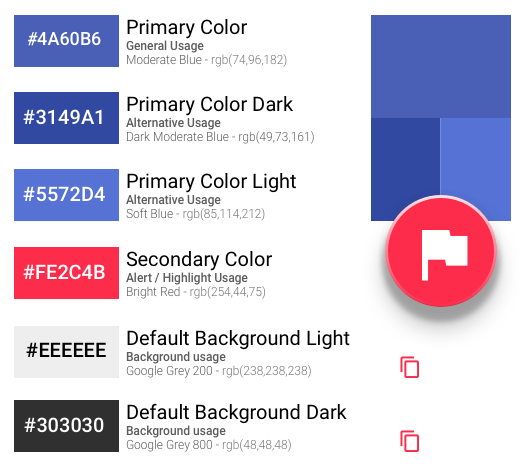 #4A60B6
Primary Color
General Usage
Moderate Blue - rgb(74,96,182)
#3149A1
Primary Color Dark
Alternative Usage
Dark Moderate Blue - rgb(49,73,161)
#5572D4
Primary Color Light
Alternative Usage
Soft Blue - rgb(85,114,212)
#FE2C4B
Secondary Color
Alert / Highlight Usage
Bright Red - rgb(254,44,75)
#EEEEEE
Default Background Light
Background usage
Google Grey 200 - rgb(238,238,238)
#303030
Default Background Dark
Background usage
Google Grey 800 - rgb(48,48,48)